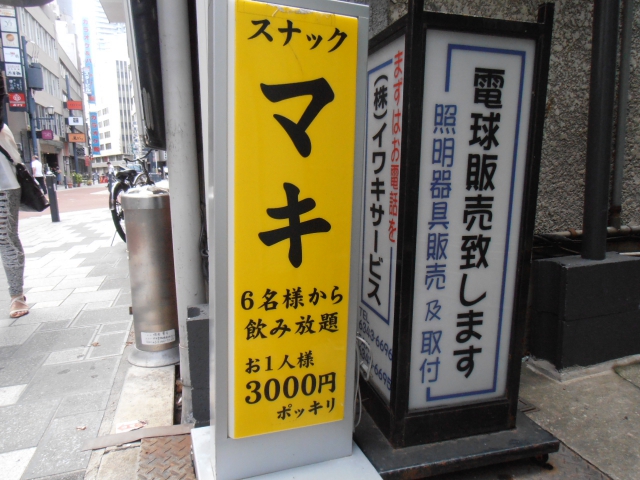 スナック
マキ
6名様から
飲み放題
お1人様
3000円
ポッキリ
まずはお電話を
(株)イワキサービス
TEL
電球販売致します
照明器具販売及取付